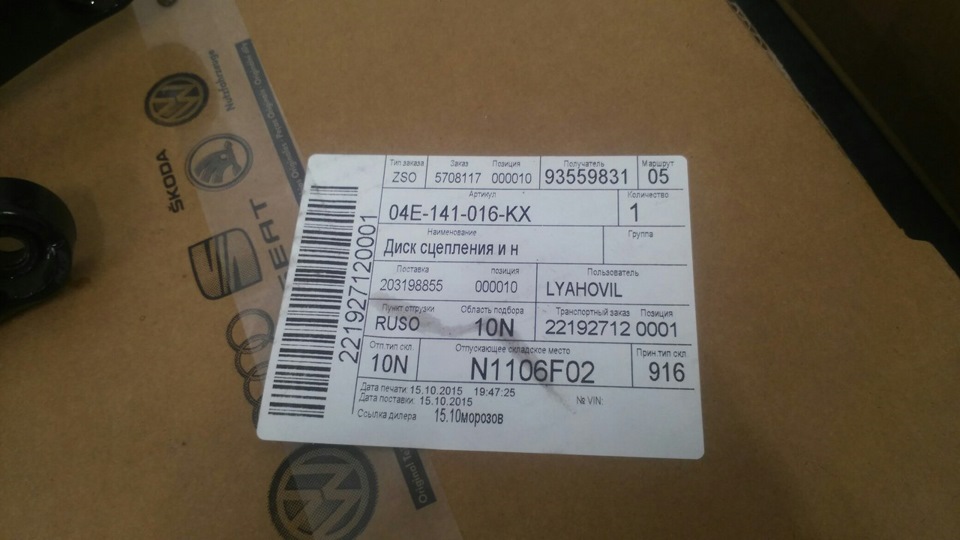 Тип заказа Заказ Позиция Получатель Маршрут
ZSO 5708117 000010 93559831 05
Артикул Количество
04E-141-016-KX 1
Наименование Группа
Диск сцепления и н
Поставка позиция Пользователь
203198855 000010 LYAHOVIL
Пункт отгрузки Область подбора Транспортный заказ Позиция
RUSO 10N 22192712 0001
Отп.тип скл. Отпускающее складское место Прин.тип скл.
10N N1106F02 916
Дата печати: 15.10.2015 19:47:25
Дата поставки: 15.10.2015 № VIN:
Ссылка дилера 15.10морозов
221927120001
Nutzfahrzeuge
ŠKODA
SEAT